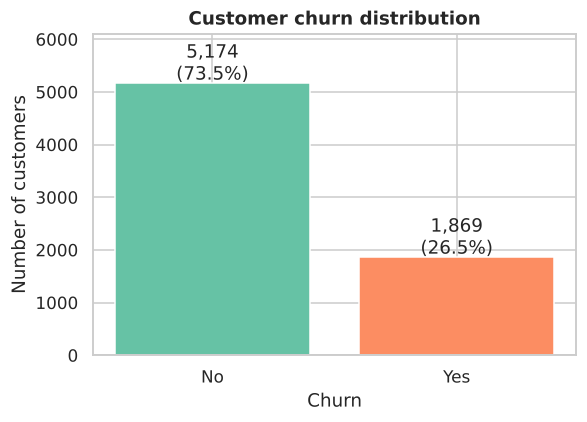 Customer churn distribution
Number of customers
6000
5000
4000
3000
2000
1000
0
5,174
(73.5%)
1,869
(26.5%)
No
Yes
Churn